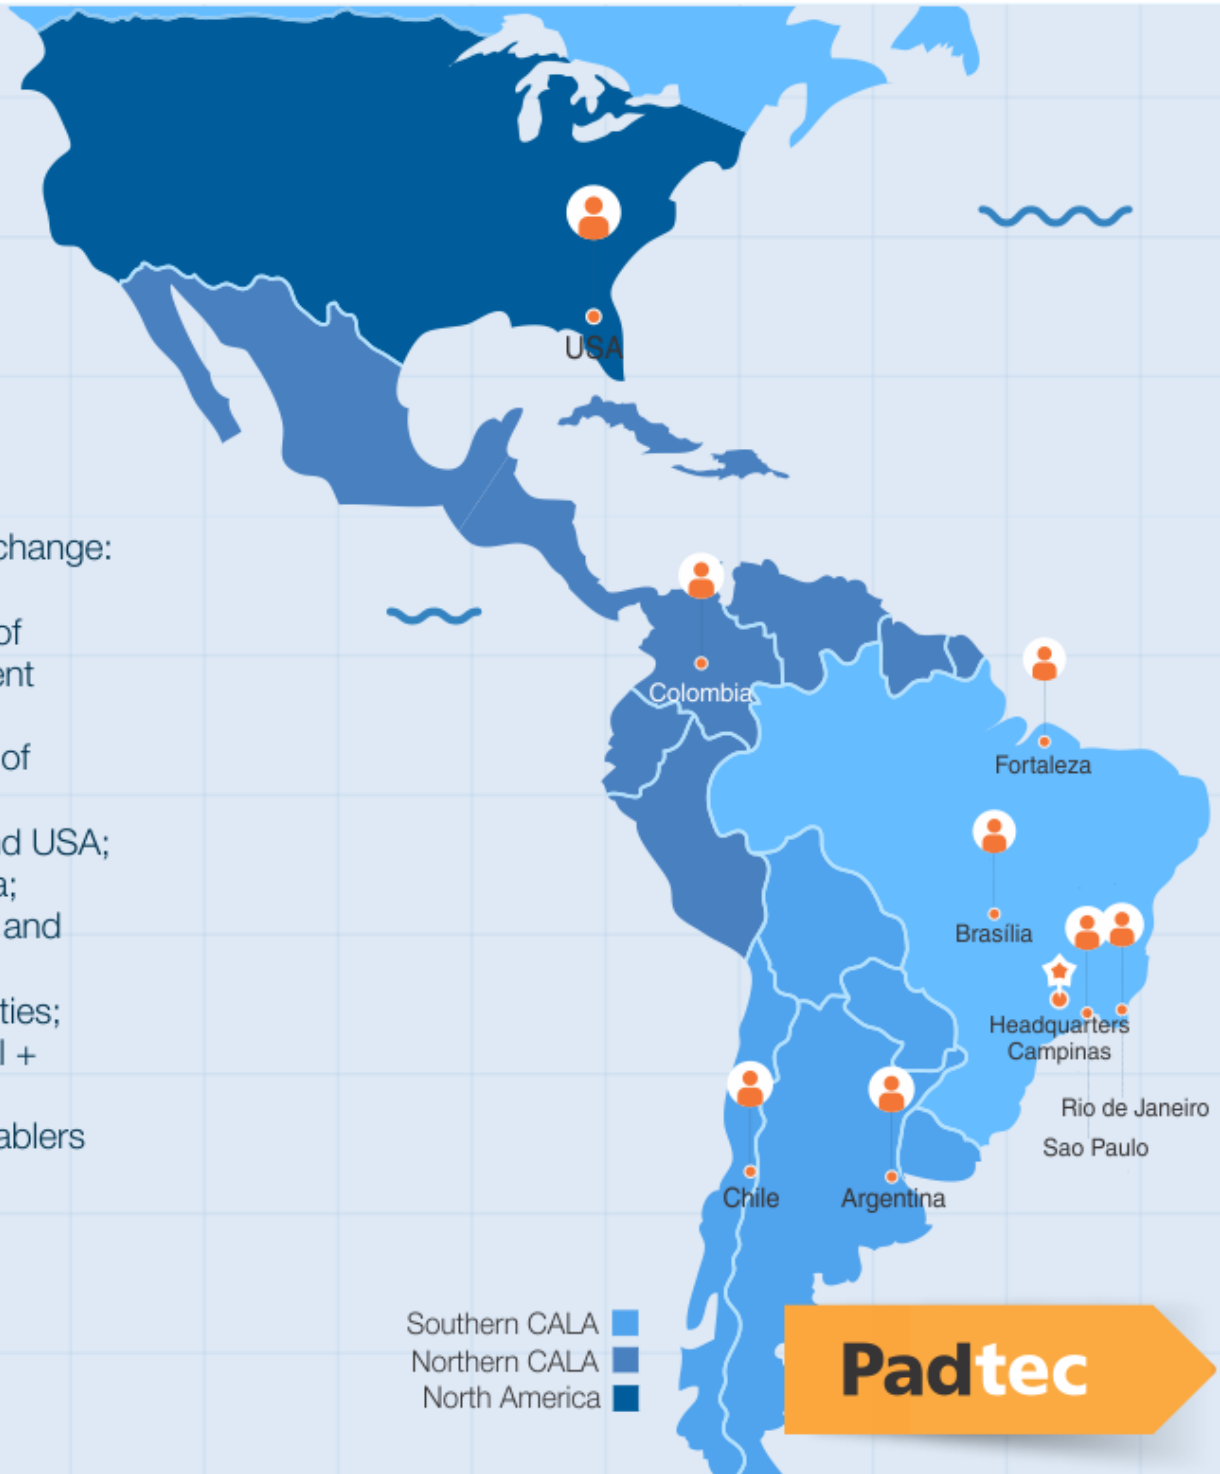 USA
change:
of
ent
of
nd USA;
a;
and
ties;
l +
ablers
Colombia
Fortaleza
Brasília
Headquarters
Campinas
Rio de Janeiro
Sao Paulo
Chile
Argentina
Southern CALA
Northern CALA
North America
Padtec